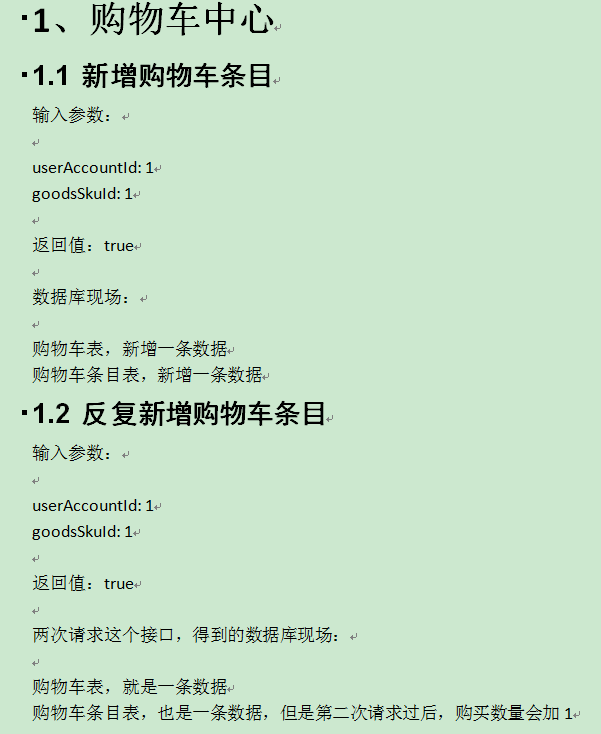 1、购物车中心
1.1 新增购物车条目
输入参数：
userAccountId: 1
goodsSkuId: 1
返回值：true
数据库现场：
购物车表，新增一条数据
购物车条目表，新增一条数据
1.2 反复新增购物车条目
输入参数：
userAccountId: 1
goodsSkuId: 1
返回值：true
两次请求这个接口，得到的数据库现场：
购物车表，就是一条数据
购物车条目表，也是一条数据，但是第二次请求过后，购买数量会加 1